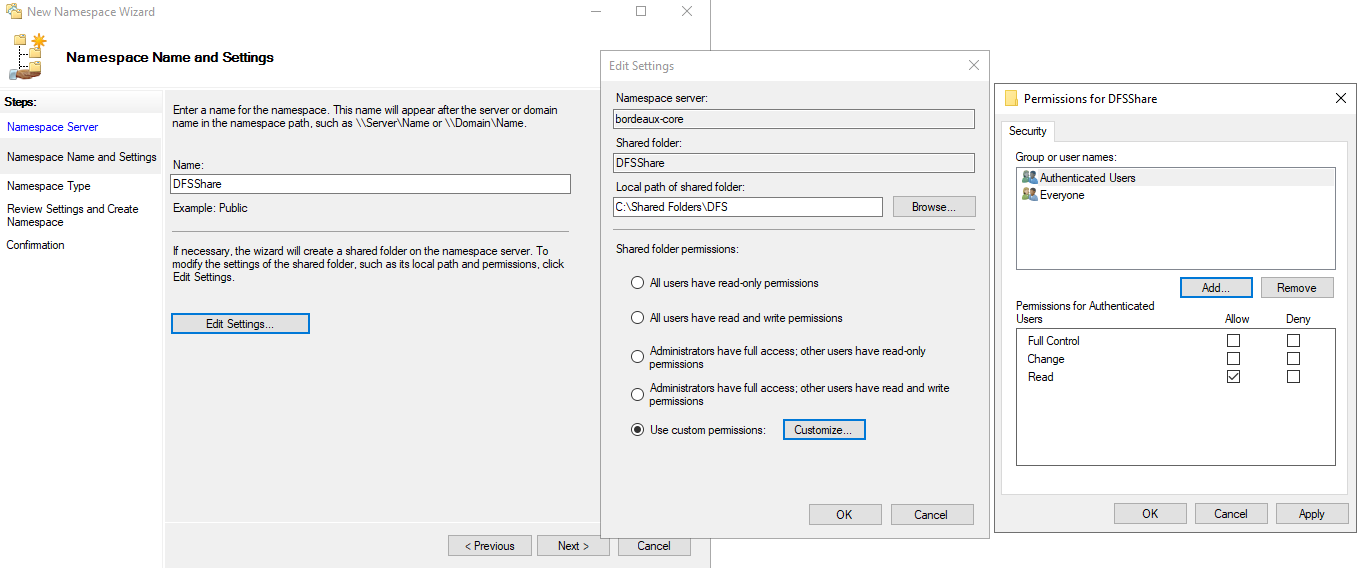 New Namespace Wizard
Namespace Name and Settings
Steps:
Namespace Server
Namespace Name and Settings
Namespace Type
Review Settings and Create
Namespace
Confirmation
Enter a name for the namespace. This name will appear after the server or domain
name in the namespace path, such as \\Server\Name or \\Domain\Name.
Name:
DFSShare
Example: Public
If necessary, the wizard will create a shared folder on the namespace server. To
modify the settings of the shared folder, such as its local path and permissions, click
Edit Settings.
Edit Settings...
< Previous
Next >
Cancel
Edit Settings
Namespace server:
bordeaux-core
Shared folder:
DFSShare
Local path of shared folder:
C:\Shared Folders\DFS
Browse...
Shared folder permissions:
All users have read-only permissions
All users have read and write permissions
Administrators have full access; other users have read-only
permissions
Administrators have full access; other users have read and write
permissions
Use custom permissions:
Customize...
OK
Cancel
Permissions for DFSShare
Security
Group or user names:
Authenticated Users
Everyone
Add...
Remove
Permissions for Authenticated
Users
Allow
Deny
Full Control
Change
Read
OK
Cancel
Apply